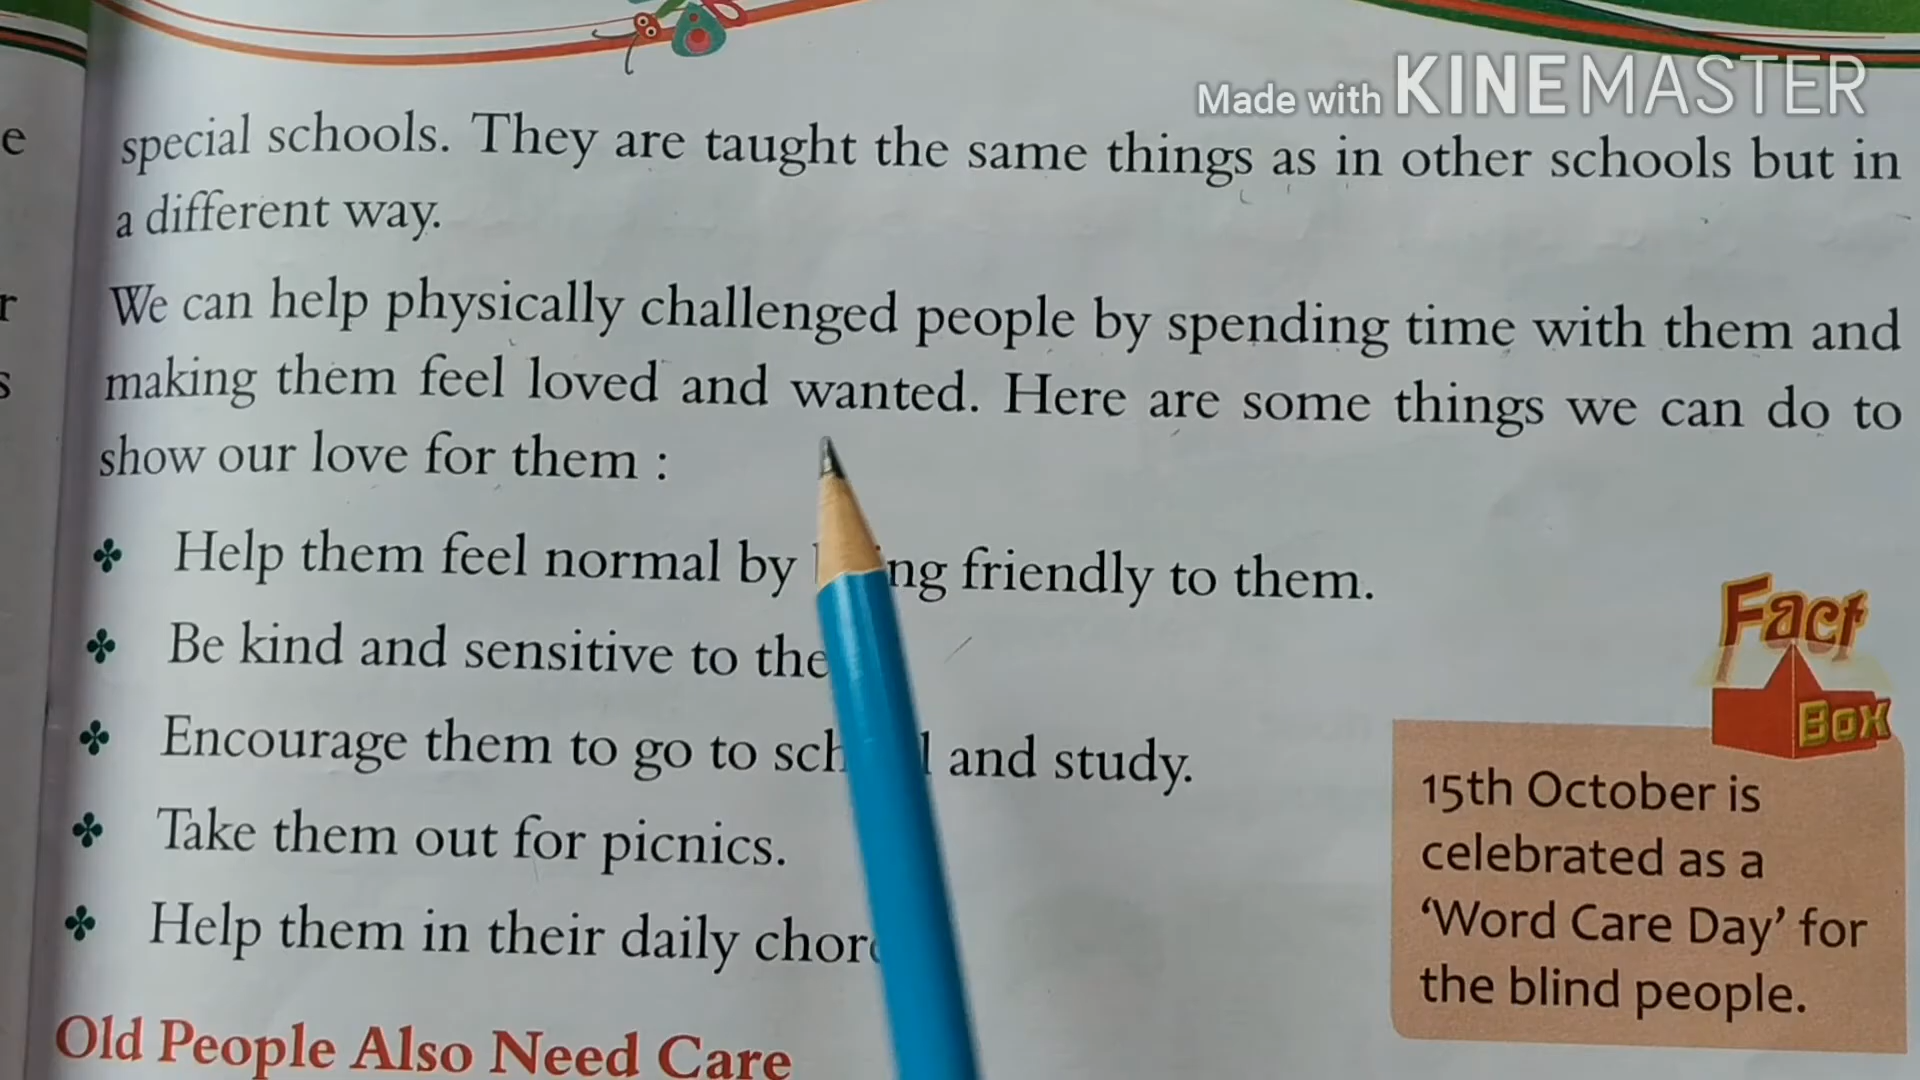 Made with KINEMASTER
special schools. They are taught the same things as in other schools but in
a different way.
We can help physically challenged people by spending time with them and
making them feel loved and wanted. Here are some things we can do to
show our love for them :
Help them feel normal by friendly to them.
Be kind and sensitive to
Encourage them to go to and study.
Take them out for picnics.
Help them in their daily
Fact
Box
15th October is
celebrated as a
‘Word Care Day’ for
the blind people.
Old People Also Need Care